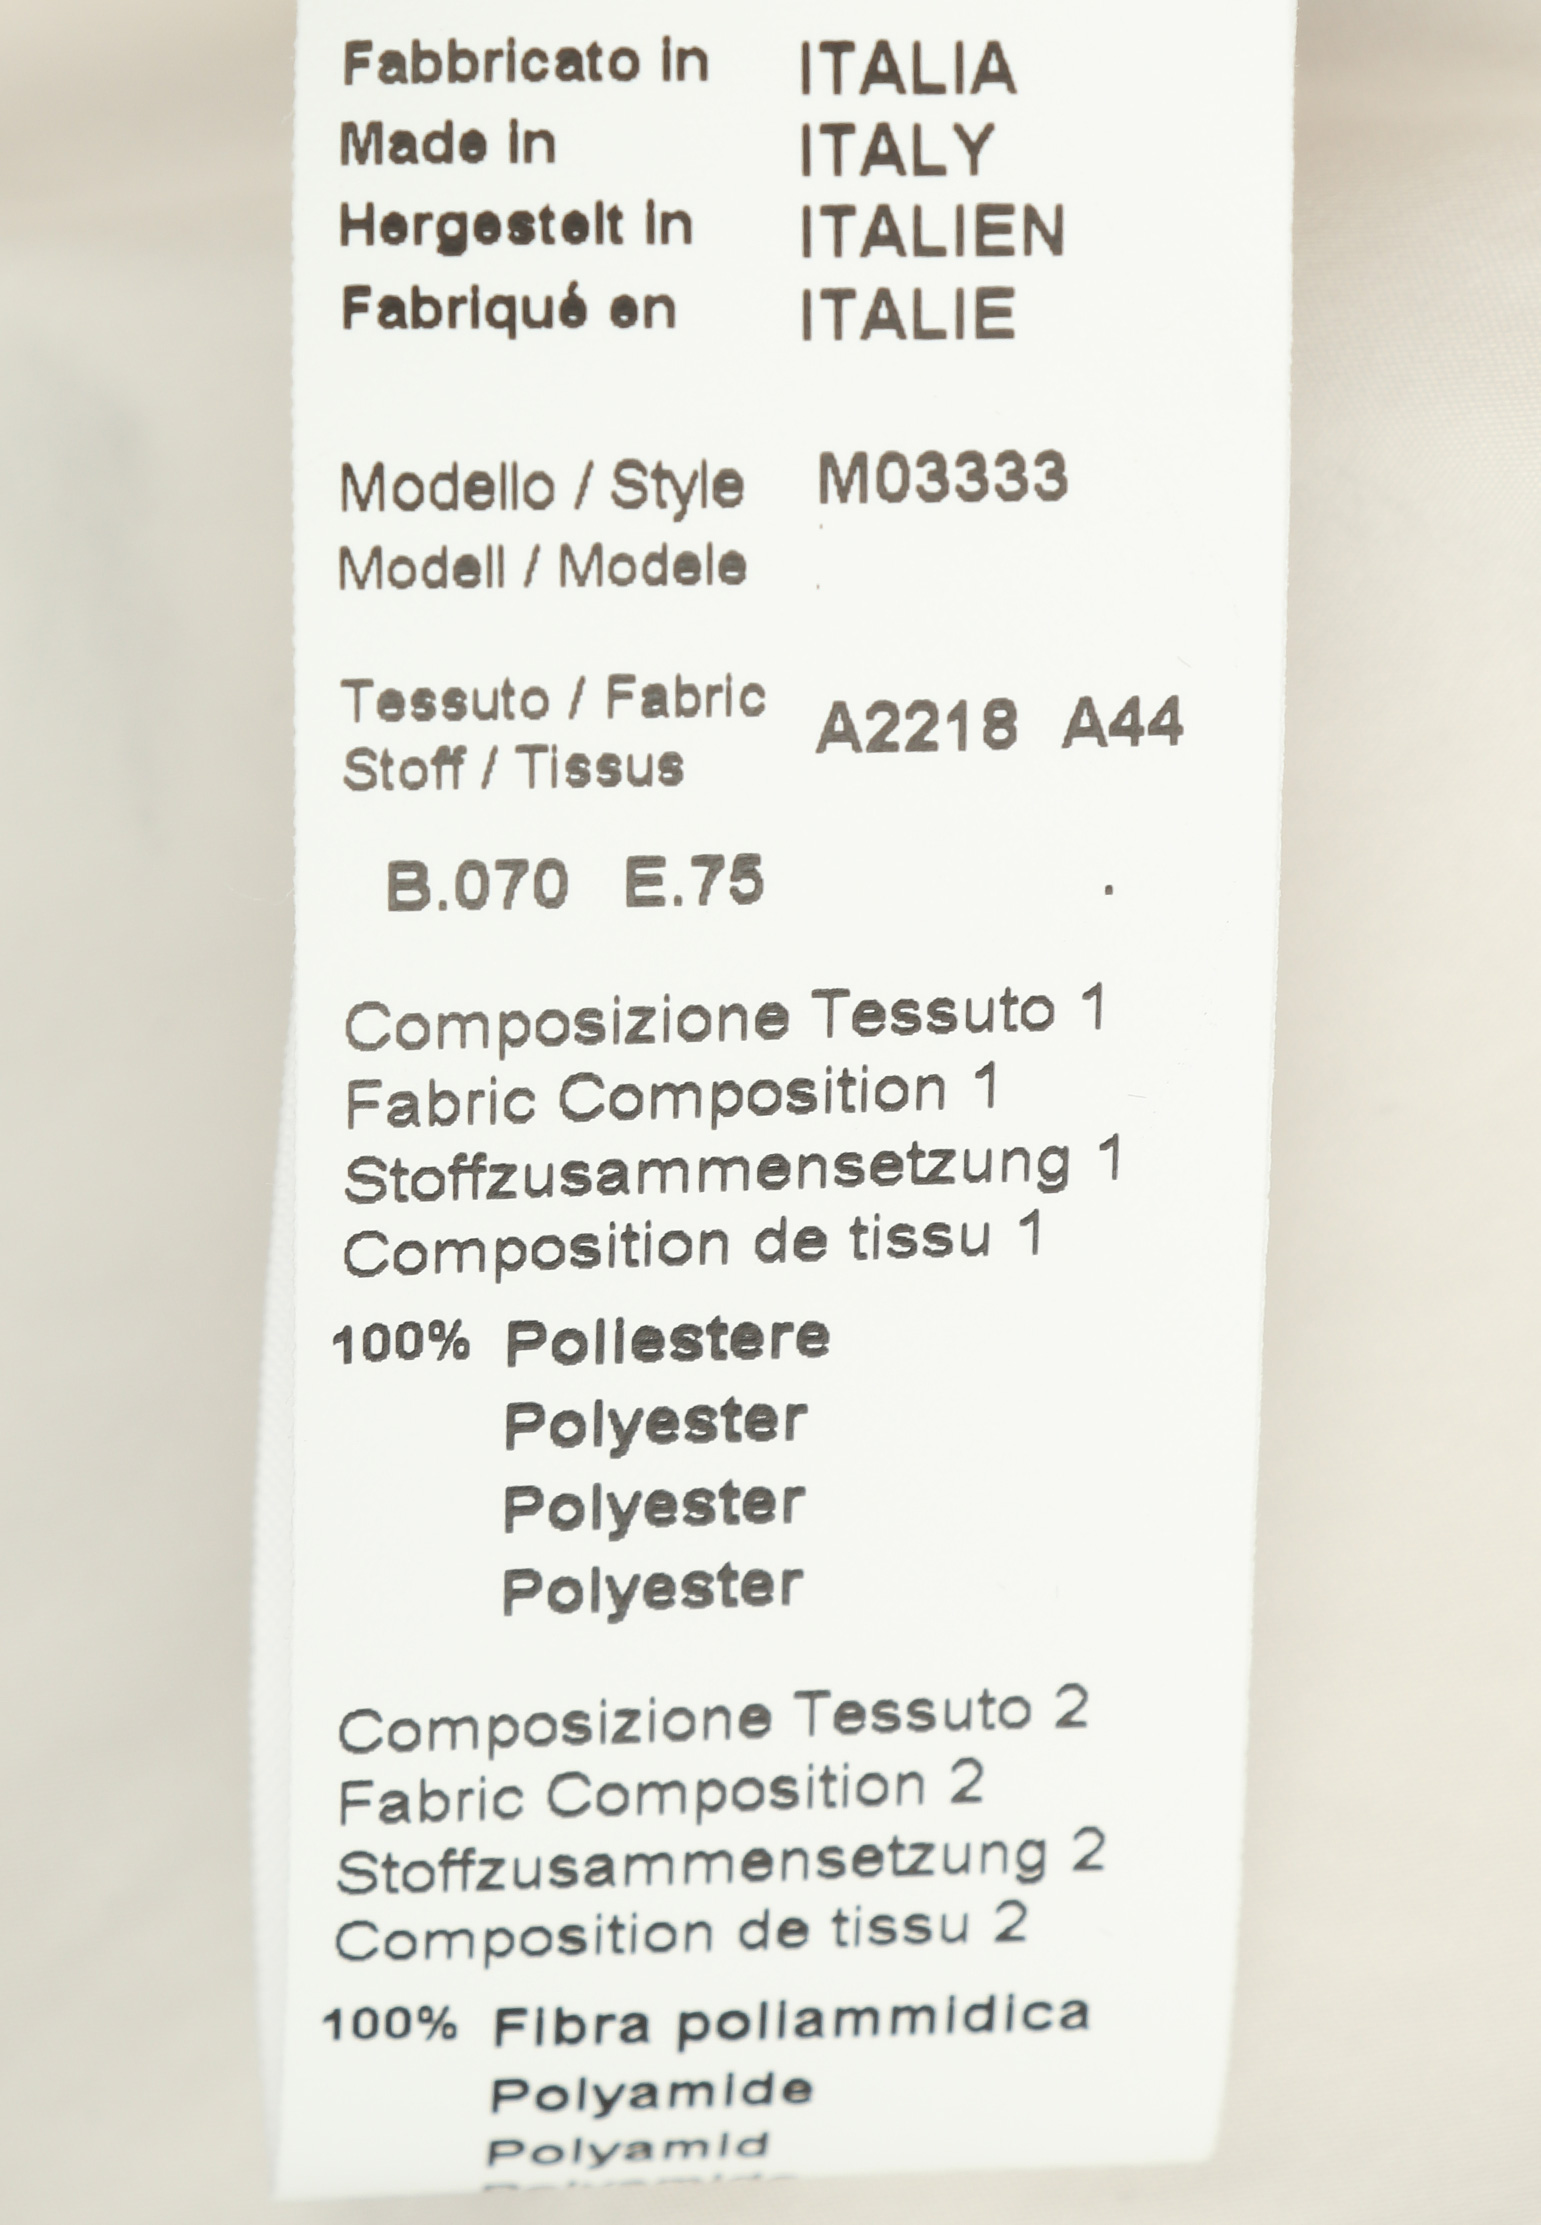 Fabbricato in ITALIA
Made in ITALY
Hergestelt in ITALIEN
Fabriqué en ITALIE
Modello / Style M03333
Modell / Modele
Tessuto / Fabric A2218 A44
Stoff / Tissus
B.070 E.75 .
Composizione Tessuto 1
Fabric Composition 1
Stoffzusammensetzung 1
Composition de tissu 1
100% Poliestere
Polyester
Polyester
Polyester
Composizione Tessuto 2
Fabric Composition 2
Stoffzusammensetzung 2
Composition de tissu 2
100% Fibra poliammidica
Polyamide
Polyamid